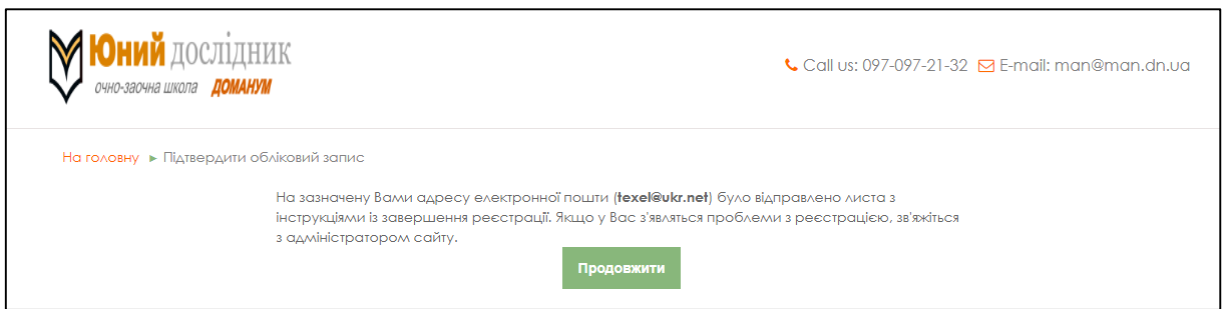 Юний дослідник
очно-заочна школа ДОМАНУМ
Call us: 097-097-21-32 E-mail: man@man.dn.ua
На головну ► Підтвердити обліковий запис
На зазначену Вами адресу електронної пошти (texel@ukr.net) було відправлено листа з
інструкціями із завершення реєстрації. Якщо у Вас з'являться проблеми з реєстрацією, зв'яжіться
з адміністратором сайту.
Продовжити